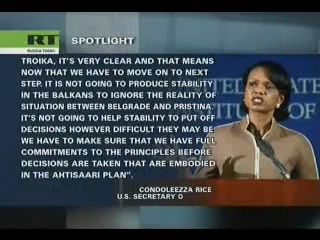 RT
RUSSIA TODAY
SPOTLIGHT
TROIKA, IT'S VERY CLEAR AND THAT MEANS
NOW THAT WE HAVE TO MOVE ON TO NEXT
STEP. IT IS NOT GOING TO PRODUCE STABILITY
IN THE BALKANS TO IGNORE THE REALITY OF
SITUATION BETWEEN BELGRADE AND PRISTINA.
IT'S NOT GOING TO HELP STABILITY TO PUT OFF
DECISIONS HOWEVER DIFFICULT THEY MAY BE.
WE HAVE TO MAKE SURE THAT WE HAVE FULL
COMMITMENTS TO THE PRINCIPLES BEFORE
DECISIONS ARE TAKEN THAT ARE EMBODIED
IN THE AHTISAARI PLAN".
CONDOLEEZZA RICE
U.S. SECRETARY O